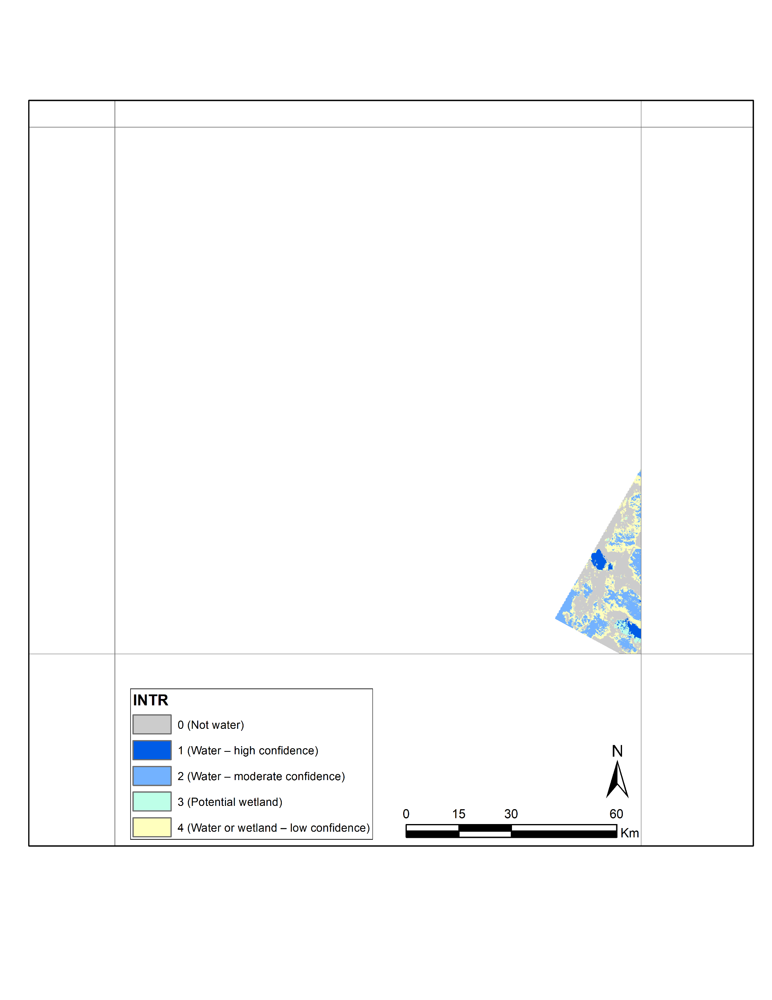 INTR
0 (Not water)
1 (Water – high confidence)
2 (Water – moderate confidence)
3 (Potential wetland)
4 (Water or wetland – low confidence)
N
0 15 30 60
Km